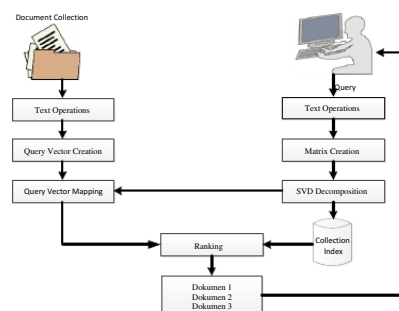 Document Collection
Query
Text Operations
Text Operations
Query Vector Creation
Matrix Creation
Query Vector Mapping
SVD Decomposition
Ranking
Collection
Index
Dokumen 1
Dokumen 2
Dokumen 3